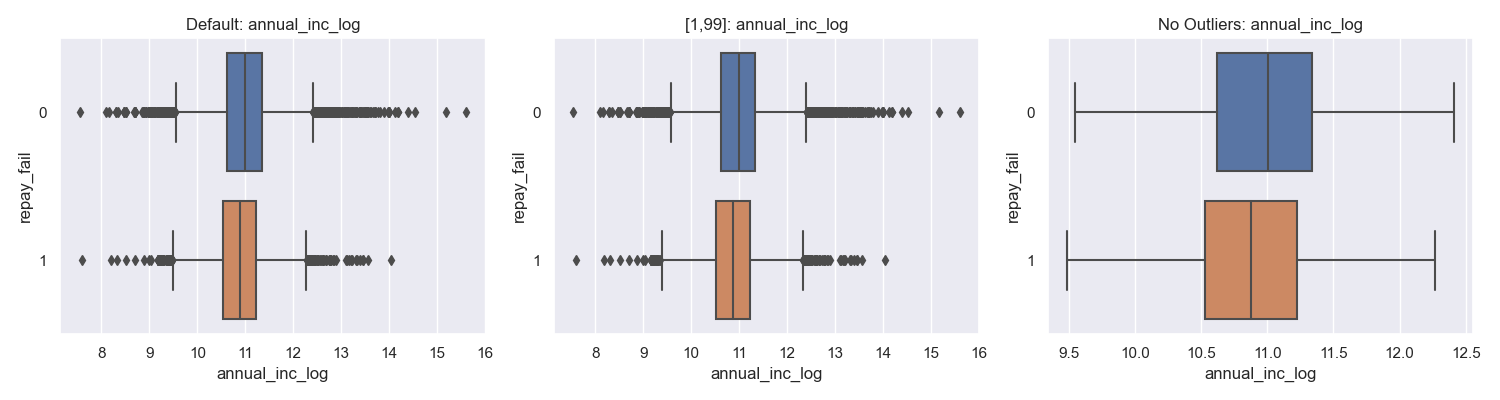 Default: annual_inc_log
0
1
repay_fail
8 9 10 11 12 13 14 15 16
annual_inc_log
[1,99]: annual_inc_log
0
1
repay_fail
8 9 10 11 12 13 14 15 16
annual_inc_log
No Outliers: annual_inc_log
0
1
repay_fail
9.5 10.0 10.5 11.0 11.5 12.0 12.5
annual_inc_log